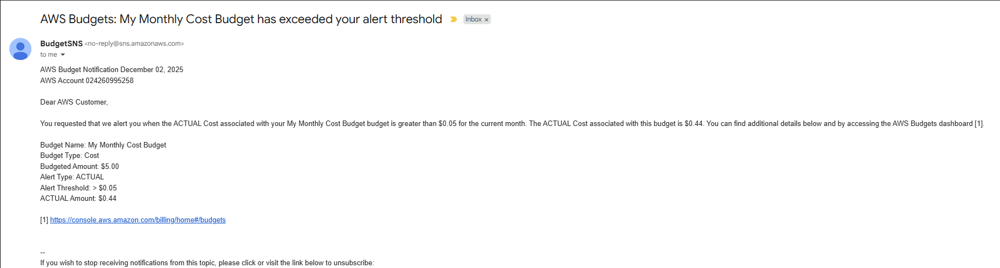 AWS Budgets: My Monthly Cost Budget has exceeded your alert threshold Inbox ×
BudgetSNS <no-reply@sns.amazonaws.com>
to me
AWS Budget Notification December 02, 2025
AWS Account 024260995258
Dear AWS Customer,
You requested that we alert you when the ACTUAL Cost associated with your My Monthly Cost Budget budget is greater than $0.05 for the current month. The ACTUAL Cost associated with this budget is $0.44. You can find additional details below and by accessing the AWS Budgets dashboard [1].
Budget Name: My Monthly Cost Budget
Budget Type: Cost
Budgeted Amount: $5.00
Alert Type: ACTUAL
Alert Threshold: > $0.05
ACTUAL Amount: $0.44
[1] https://console.aws.amazon.com/billing/home#/budgets
--
If you wish to stop receiving notifications from this topic, please click or visit the link below to unsubscribe: